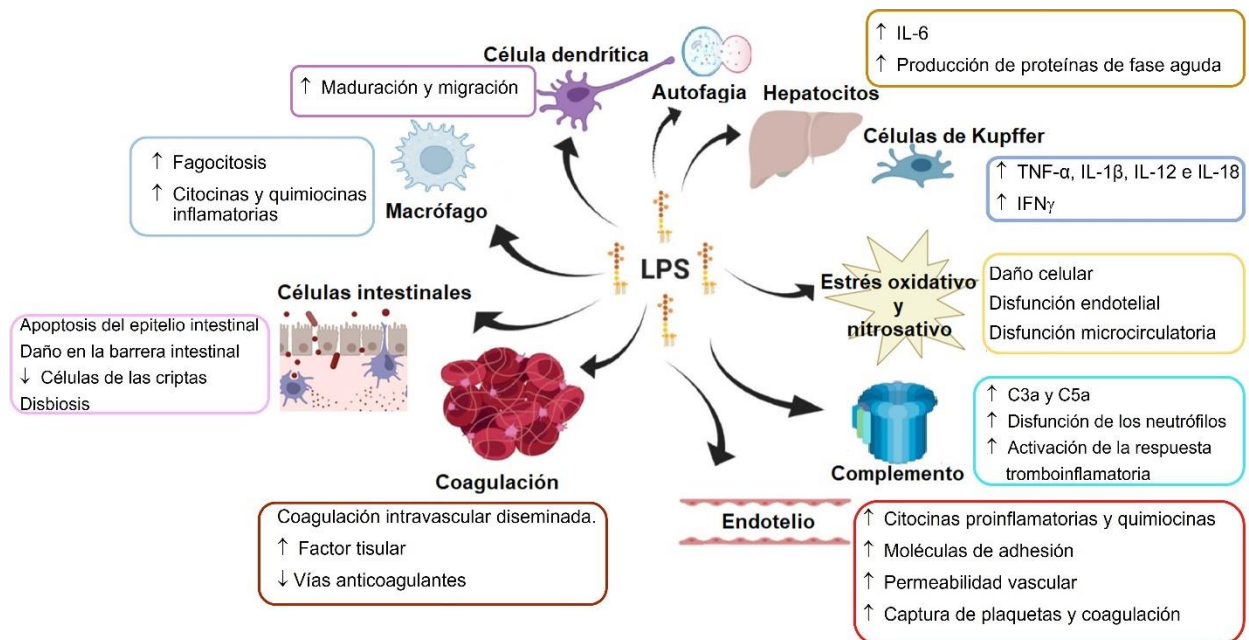 Célula dendrítica
↑ Maduración y migración
Autofagia
Hepatocitos
↑ IL-6
↑ Producción de proteínas de fase aguda
Células de Kupffer
↑ TNF-α, IL-1β, IL-12 e IL-18
↑ IFNγ
↑ Fagocitosis
↑ Citocinas y quimiocinas
inflamatorias
Macrófago
LPS
Estrés oxidativo
y
nitrosativo
Daño celular
Disfunción endotelial
Disfunción microcirculatoria
Células intestinales
Apoptosis del epitelio intestinal
Daño en la barrera intestinal
↓ Células de las criptas
Disbiosis
Coagulación
Coagulación intravascular diseminada.
↑ Factor tisular
↓ Vías anticoagulantes
Complemento
↑ C3a y C5a
↑ Disfunción de los neutrófilos
↑ Activación de la respuesta
tromboinflamatoria
Endotelio
↑ Citocinas proinflamatorias y quimiocinas
↑ Moléculas de adhesión
↑ Permeabilidad vascular
↑ Captura de plaquetas y coagulación